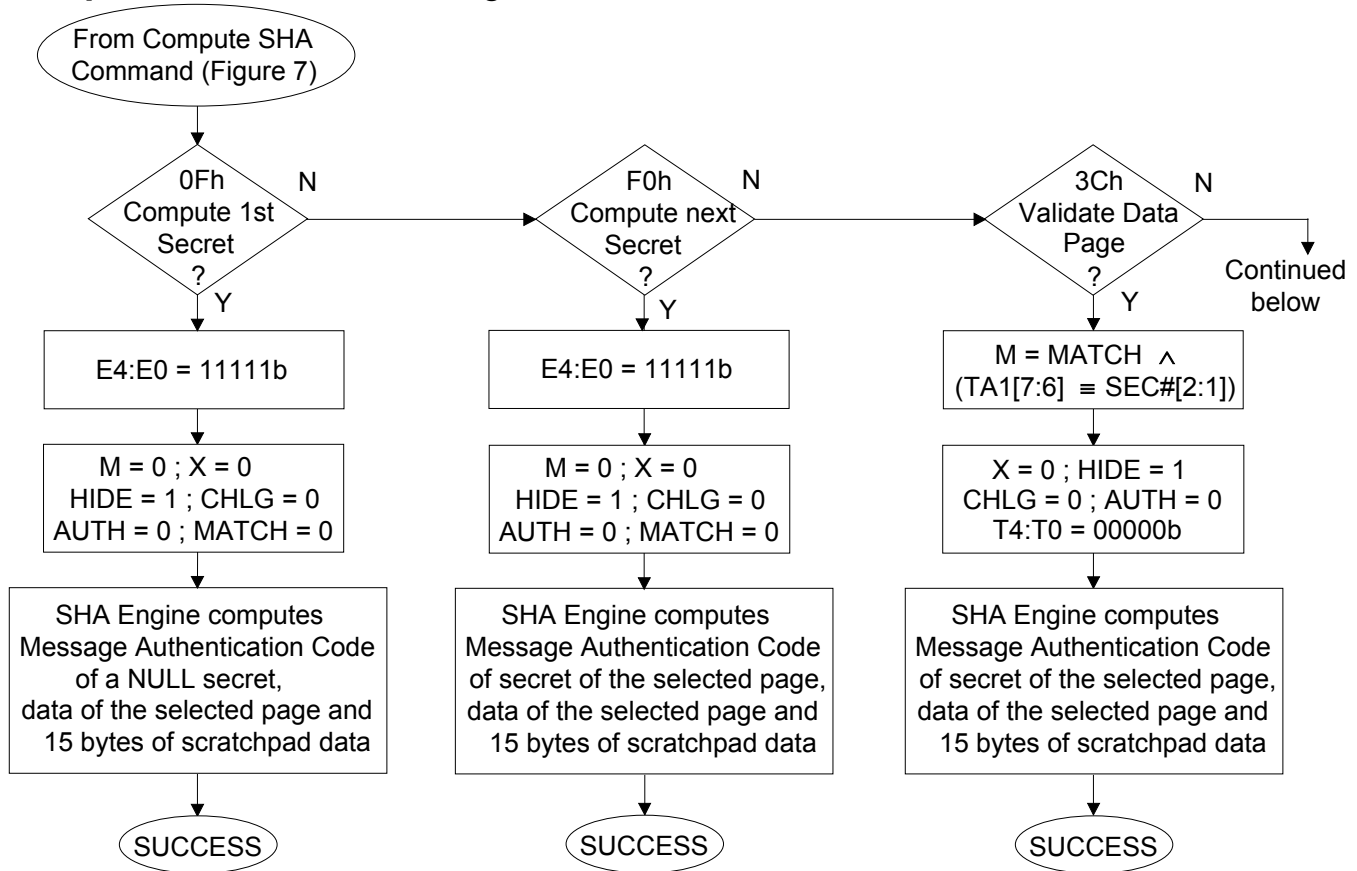 From Compute SHA
Command (Figure 7)
0Fh
Compute 1st
Secret
?
N
Y
E4:E0 = 11111b
M = 0 ; X = 0
HIDE = 1 ; CHLG = 0
AUTH = 0 ; MATCH = 0
SHA Engine computes
Message Authentication Code
of a NULL secret,
data of the selected page and
15 bytes of scratchpad data
SUCCESS
F0h
Compute next
Secret
?
N
Y
E4:E0 = 11111b
M = 0 ; X = 0
HIDE = 1 ; CHLG = 0
AUTH = 0 ; MATCH = 0
SHA Engine computes
Message Authentication Code
of secret of the selected page,
data of the selected page and
15 bytes of scratchpad data
SUCCESS
3Ch
Validate Data
Page
?
N
Continued
below
Y
M = MATCH ∧
(TA1[7:6] ≡ SEC#[2:1])
X = 0 ; HIDE = 1
CHLG = 0 ; AUTH = 0
T4:T0 = 00000b
SHA Engine computes
Message Authentication Code
of secret of the selected page,
data of the selected page and
15 bytes of scratchpad data
SUCCESS